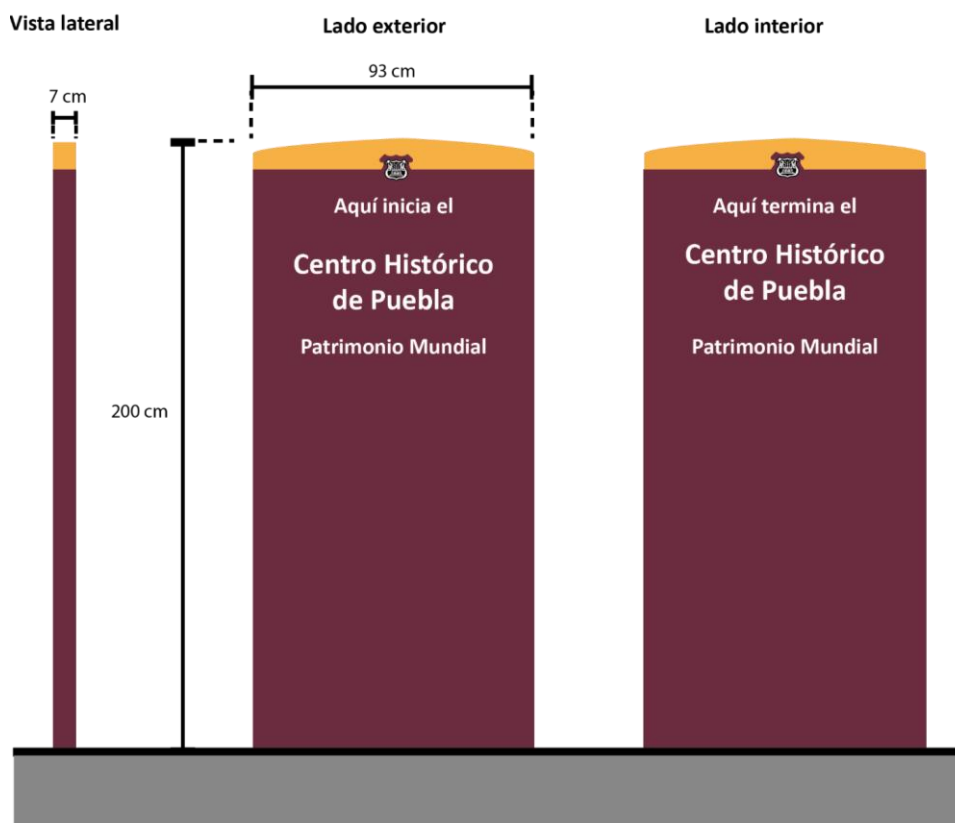 Vista lateral
Lado exterior
Lado interior
93 cm
7 cm
200 cm
Aquí inicia el
Centro Histórico
de Puebla
Patrimonio Mundial
Aquí termina el
Centro Histórico
de Puebla
Patrimonio Mundial